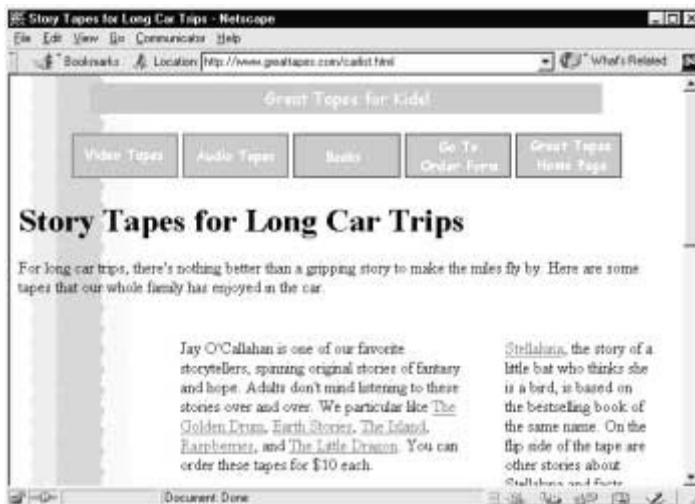 Story Tapes for Long Car Trips - Netscape
File Edit View Go Communicator Help
Bookmarks Location http://www.greattapes.com/carlist.html What's Related
Great Tapes for Kids!
Video Tapes Audio Tapes Books Go To Order Form Great Tapes Home Page
Story Tapes for Long Car Trips
For long car trips, there's nothing better than a gripping story to make the miles fly by. Here are some
tapes that our whole family has enjoyed in the car.
Jay O'Callahan is one of our favorite
storytellers, spinning original stories of fantasy
and hope. Adults don't mind listening to these
stories over and over. We particular like The
Golden Drum, Earth Stories, The Island,
Raspberries, and The Little Dragon. You can
order these tapes for $10 each.
Stellaluna, the story of a
little bat who thinks she
is a bird, is based on
the bestselling book of
the same name. On the
flip side of the tape are
other stories about
Stellaluna and facts
Document: Done